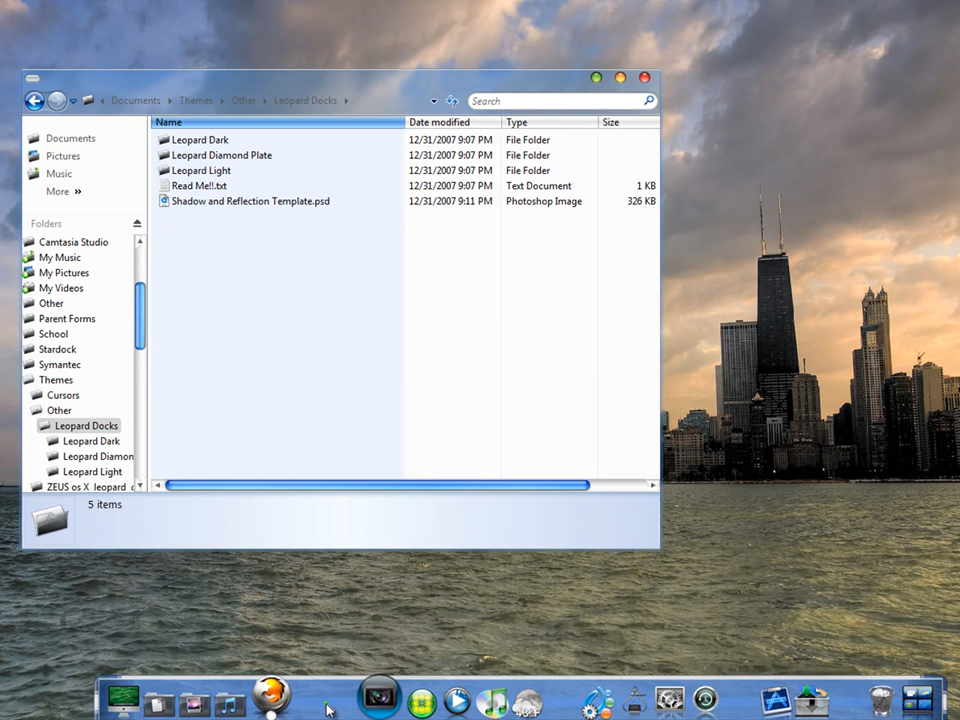 Documents Themes Other Leopard Docks Search
Name Date modified Type Size
Documents
Pictures
Music
More »
Folders
Camtasia Studio
My Music
My Pictures
My Videos
Other
Parent Forms
School
Stardock
Symantec
Themes
Cursors
Other
Leopard Docks
Leopard Dark
Leopard Diamon
Leopard Light
ZEUS os X leopard c
Leopard Dark 12/31/2007 9:07 PM File Folder
Leopard Diamond Plate 12/31/2007 9:07 PM File Folder
Leopard Light 12/31/2007 9:07 PM File Folder
Read Me!!.txt 12/31/2007 9:07 PM Text Document 1 KB
Shadow and Reflection Template.psd 12/31/2007 9:11 PM Photoshop Image 326 KB
5 items